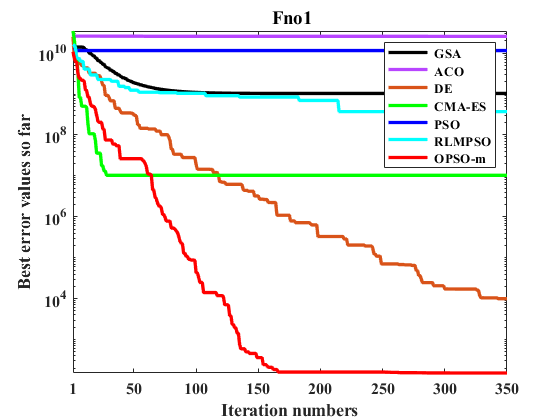 Fno1
Best error values so far
10^10
10^8
10^6
10^4
GSA
ACO
DE
CMA-ES
PSO
RLMPSO
OPSO-m
1 50 100 150 200 250 300 350
Iteration numbers